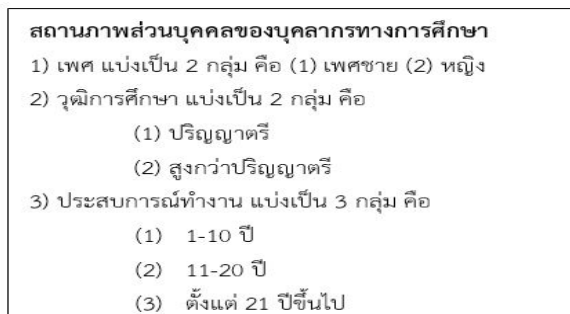 สถานภาพส่วนบุคคลของบุคลากรทางการศึกษา
1) เพศ แบ่งเป็น 2 กลุ่ม คือ (1) เพศชาย (2) หญิง
2) วุฒิการศึกษา แบ่งเป็น 2 กลุ่ม คือ
(1) ปริญญาตรี
(2) สูงกว่าปริญญาตรี
3) ประสบการณ์ทำงาน แบ่งเป็น 3 กลุ่ม คือ
(1) 1-10 ปี
(2) 11-20 ปี
(3) ตั้งแต่ 21 ปีขึ้นไป